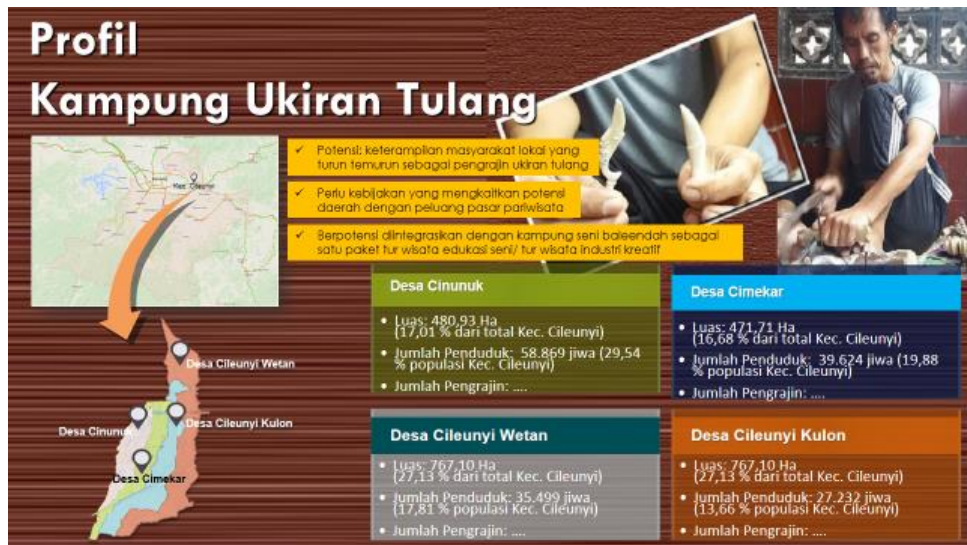 Profil
Kampung Ukiran Tulang
✓ Potensi: keterampilan masyarakat lokal yang
turun temurun sebagai pengrajin ukiran tulang
✓ Perlu kebijakan yang mengkaitkan potensi
daerah dengan peluang pasar pariwisata
✓ Berpotensi diintegrasikan dengan kampung seni baleendah sebagai
satu paket tur wisata edukasi seni/ tur wisata industri kreatif
Kec. Cileunyi
Desa Cileunyi Wetan
Desa Cileunyi Kulon
Desa Cinunuk
Desa Cimekar
Desa Cinunuk
• Luas: 480,93 Ha
(17,01 % dari total Kec. Cileunyi)
• Jumlah Penduduk: 58.869 jiwa (29,54
% populasi Kec. Cileunyi)
• Jumlah Pengrajin: ....
Desa Cimekar
• Luas: 471,71 Ha
(16,68 % dari total Kec. Cileunyi)
• Jumlah Penduduk: 39.624 jiwa (19,88
% populasi Kec. Cileunyi)
• Jumlah Pengrajin: ....
Desa Cileunyi Wetan
• Luas: 767,10 Ha
(27,13 % dari total Kec. Cileunyi)
• Jumlah Penduduk: 35.499 jiwa
(17,81 % populasi Kec. Cileunyi)
• Jumlah Pengrajin: ....
Desa Cileunyi Kulon
• Luas: 767,10 Ha
(27,13 % dari total Kec. Cileunyi)
• Jumlah Penduduk: 27.232 jiwa
(13,66 % populasi Kec. Cileunyi)
• Jumlah Pengrajin: ....